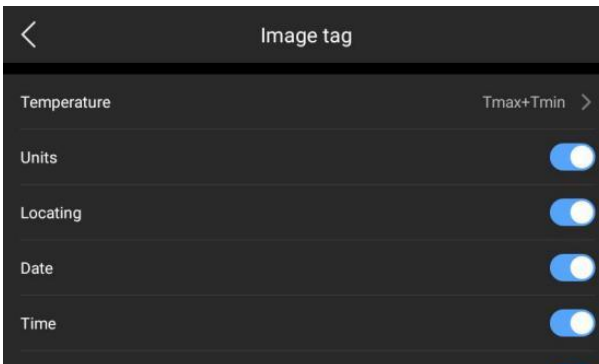 Image tag
Temperature Tmax+Tmin
Units
Locating
Date
Time